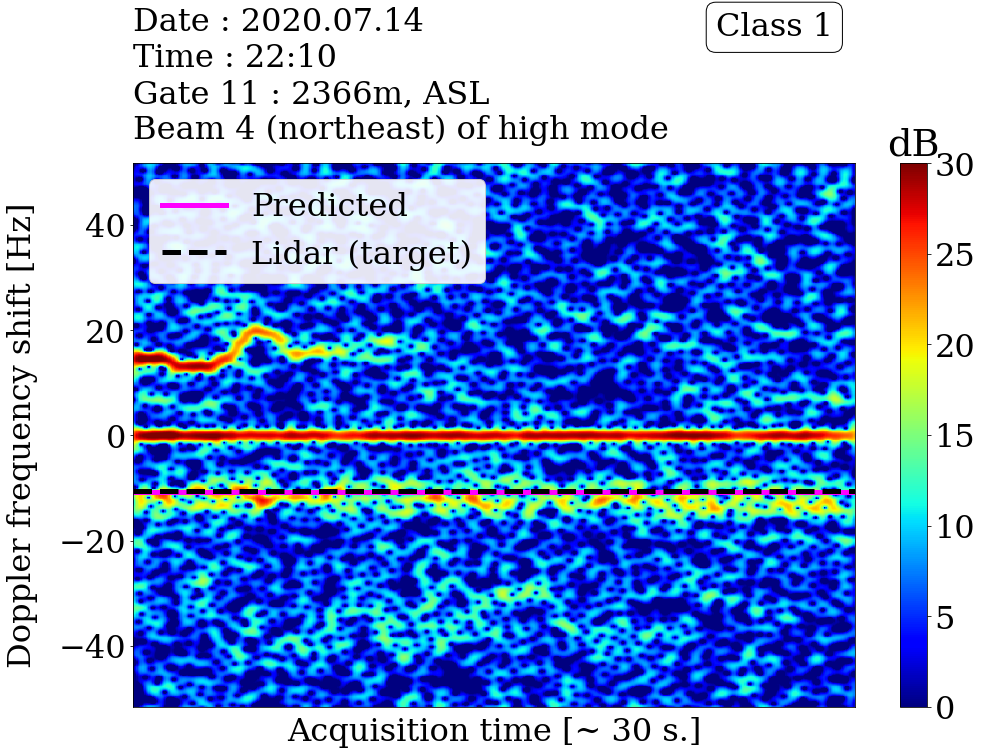 Date : 2020.07.14
Time : 22:10
Gate 11 : 2366m, ASL
Beam 4 (northeast) of high mode
Class 1
dB
Predicted
Lidar (target)
Doppler frequency shift [Hz]
40
20
0
−20
−40
30
25
20
15
10
5
0
Acquisition time [~ 30 s.]